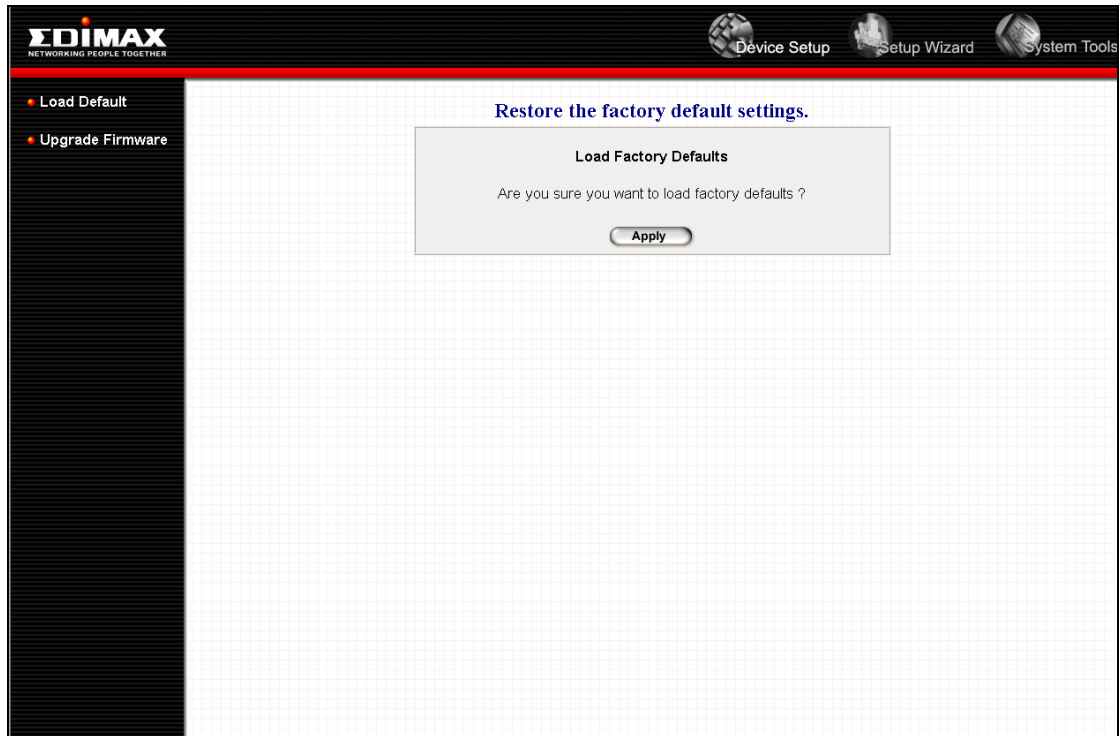 EDIMAX
NETWORKING PEOPLE TOGETHER
Device Setup
Setup Wizard
System Tools
Load Default
Upgrade Firmware
Restore the factory default settings.
Load Factory Defaults
Are you sure you want to load factory defaults ?
Apply